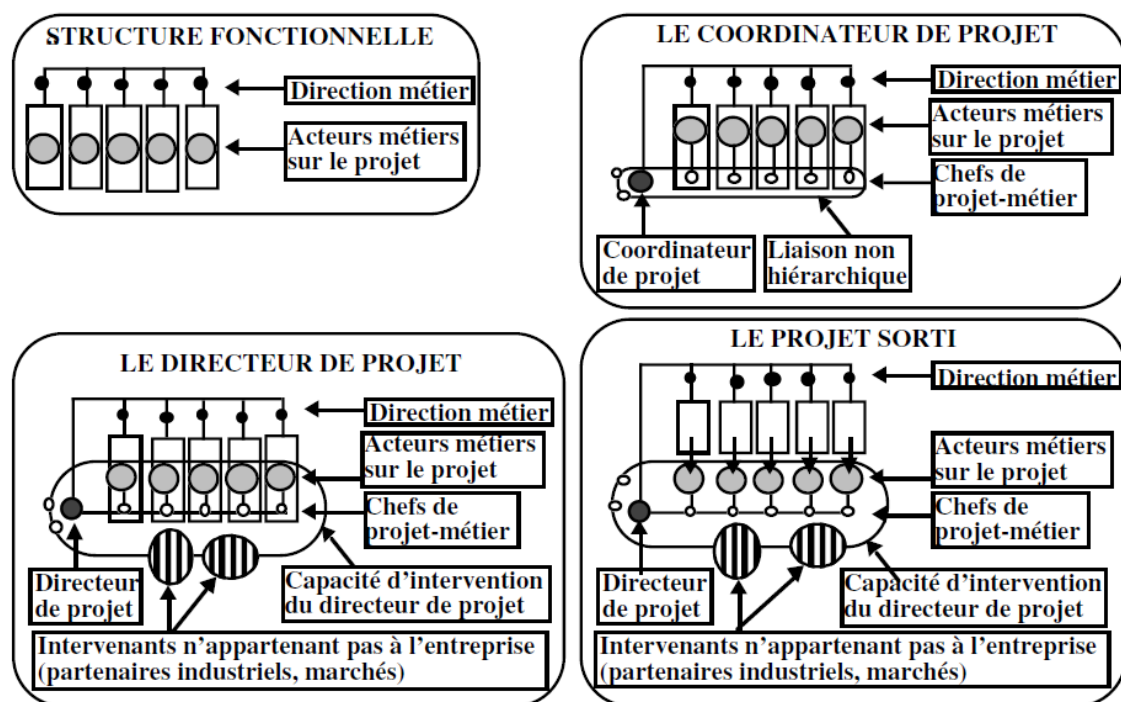 STRUCTURE FONCTIONNELLE
Direction métier
Acteurs métiers
sur le projet
LE COORDINATEUR DE PROJET
Direction métier
Acteurs métiers
sur le projet
Chefs de
projet-métier
Coordinateur
de projet
Liaison non
hiérarchique
LE DIRECTEUR DE PROJET
Direction métier
Acteurs métiers
sur le projet
Chefs de
projet-métier
Directeur
de projet
Capacité d’intervention
du directeur de projet
Intervenants n’appartenant pas à l’entreprise
(partenaires industriels, marchés)
LE PROJET SORTI
Direction métier
Acteurs métiers
sur le projet
Chefs de
projet-métier
Directeur
de projet
Capacité d’intervention
du directeur de projet
Intervenants n’appartenant pas à l’entreprise
(partenaires industriels, marchés)